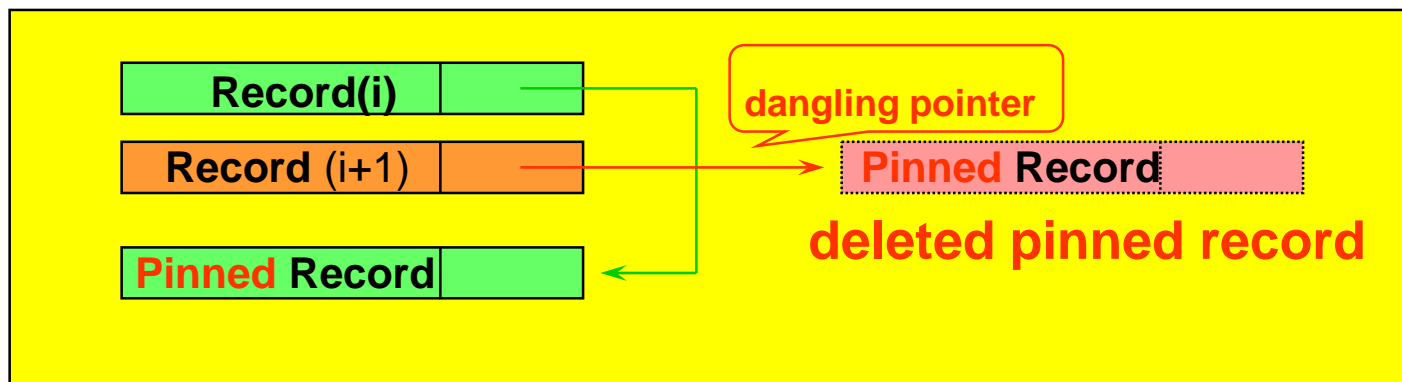 Record(i)
dangling pointer
Record (i+1)
Pinned Record
deleted pinned record
Pinned Record